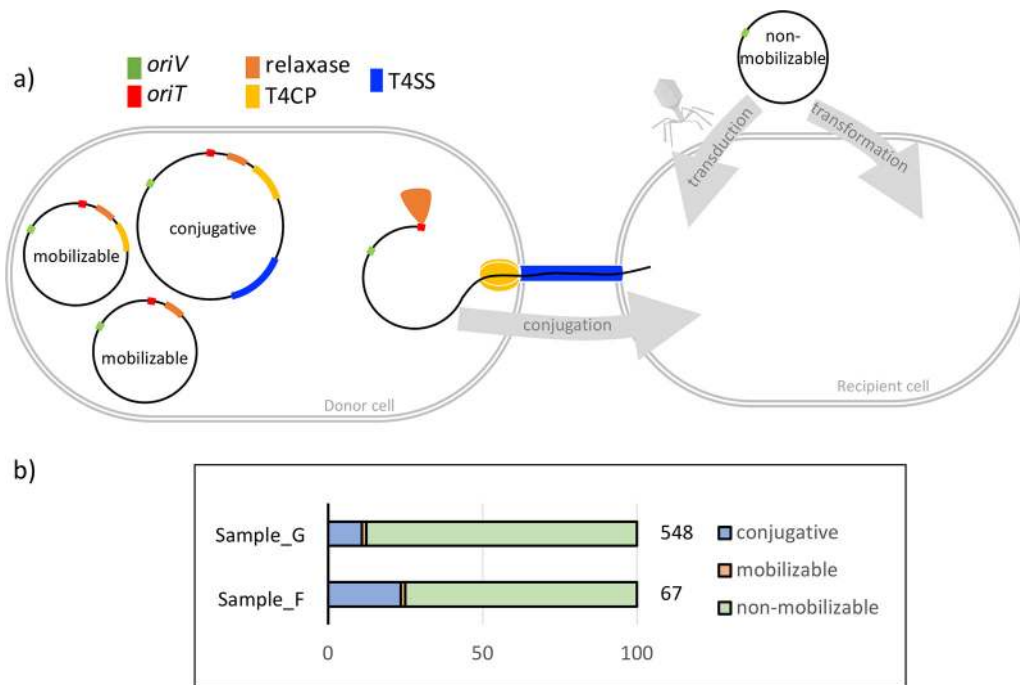 a)
oriV
oriT
relaxase
T4CP
T4SS
non-
mobilizable
transduction
transformation
mobilizable
conjugative
mobilizable
conjugation
Donor cell
Recipient cell
b)
Sample_G
548
Sample_F
67
conjugative
mobilizable
non-mobilizable
0 50 100